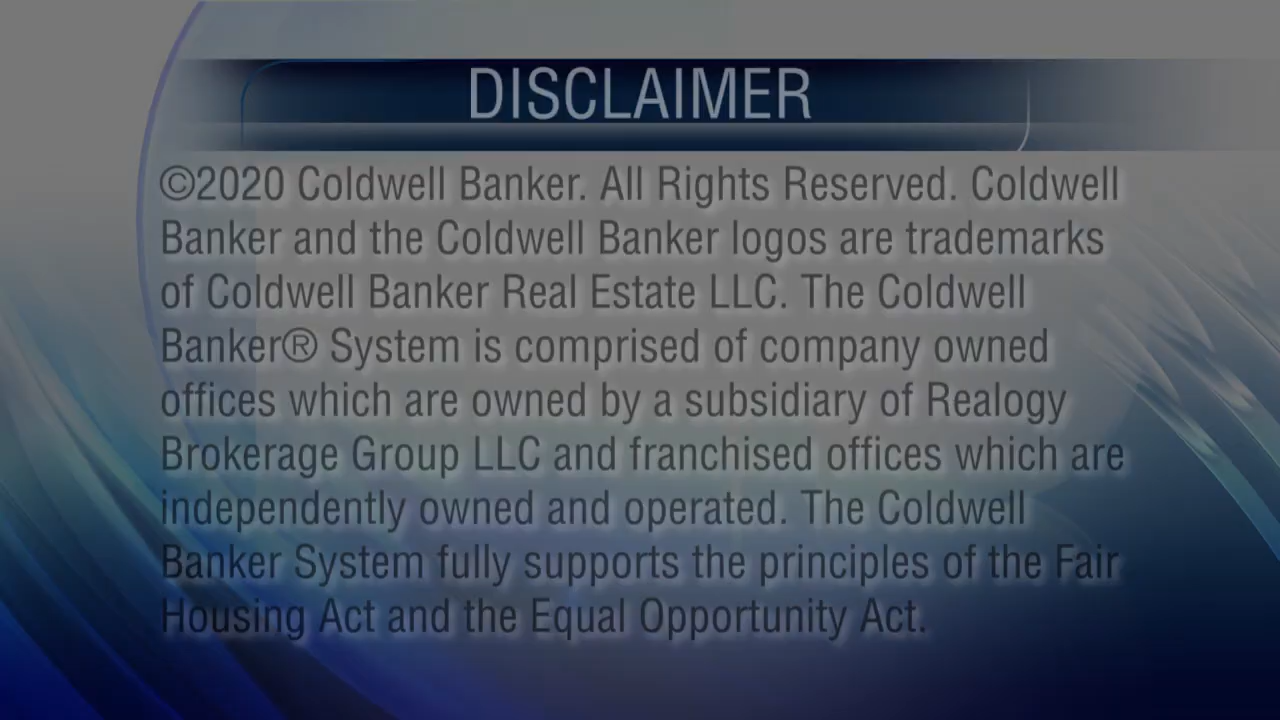 DISCLAIMER
©2020 Coldwell Banker. All Rights Reserved. Coldwell
Banker and the Coldwell Banker logos are trademarks
of Coldwell Banker Real Estate LLC. The Coldwell
Banker® System is comprised of company owned
offices which are owned by a subsidiary of Realogy
Brokerage Group LLC and franchised offices which are
independently owned and operated. The Coldwell
Banker System fully supports the principles of the Fair
Housing Act and the Equal Opportunity Act.